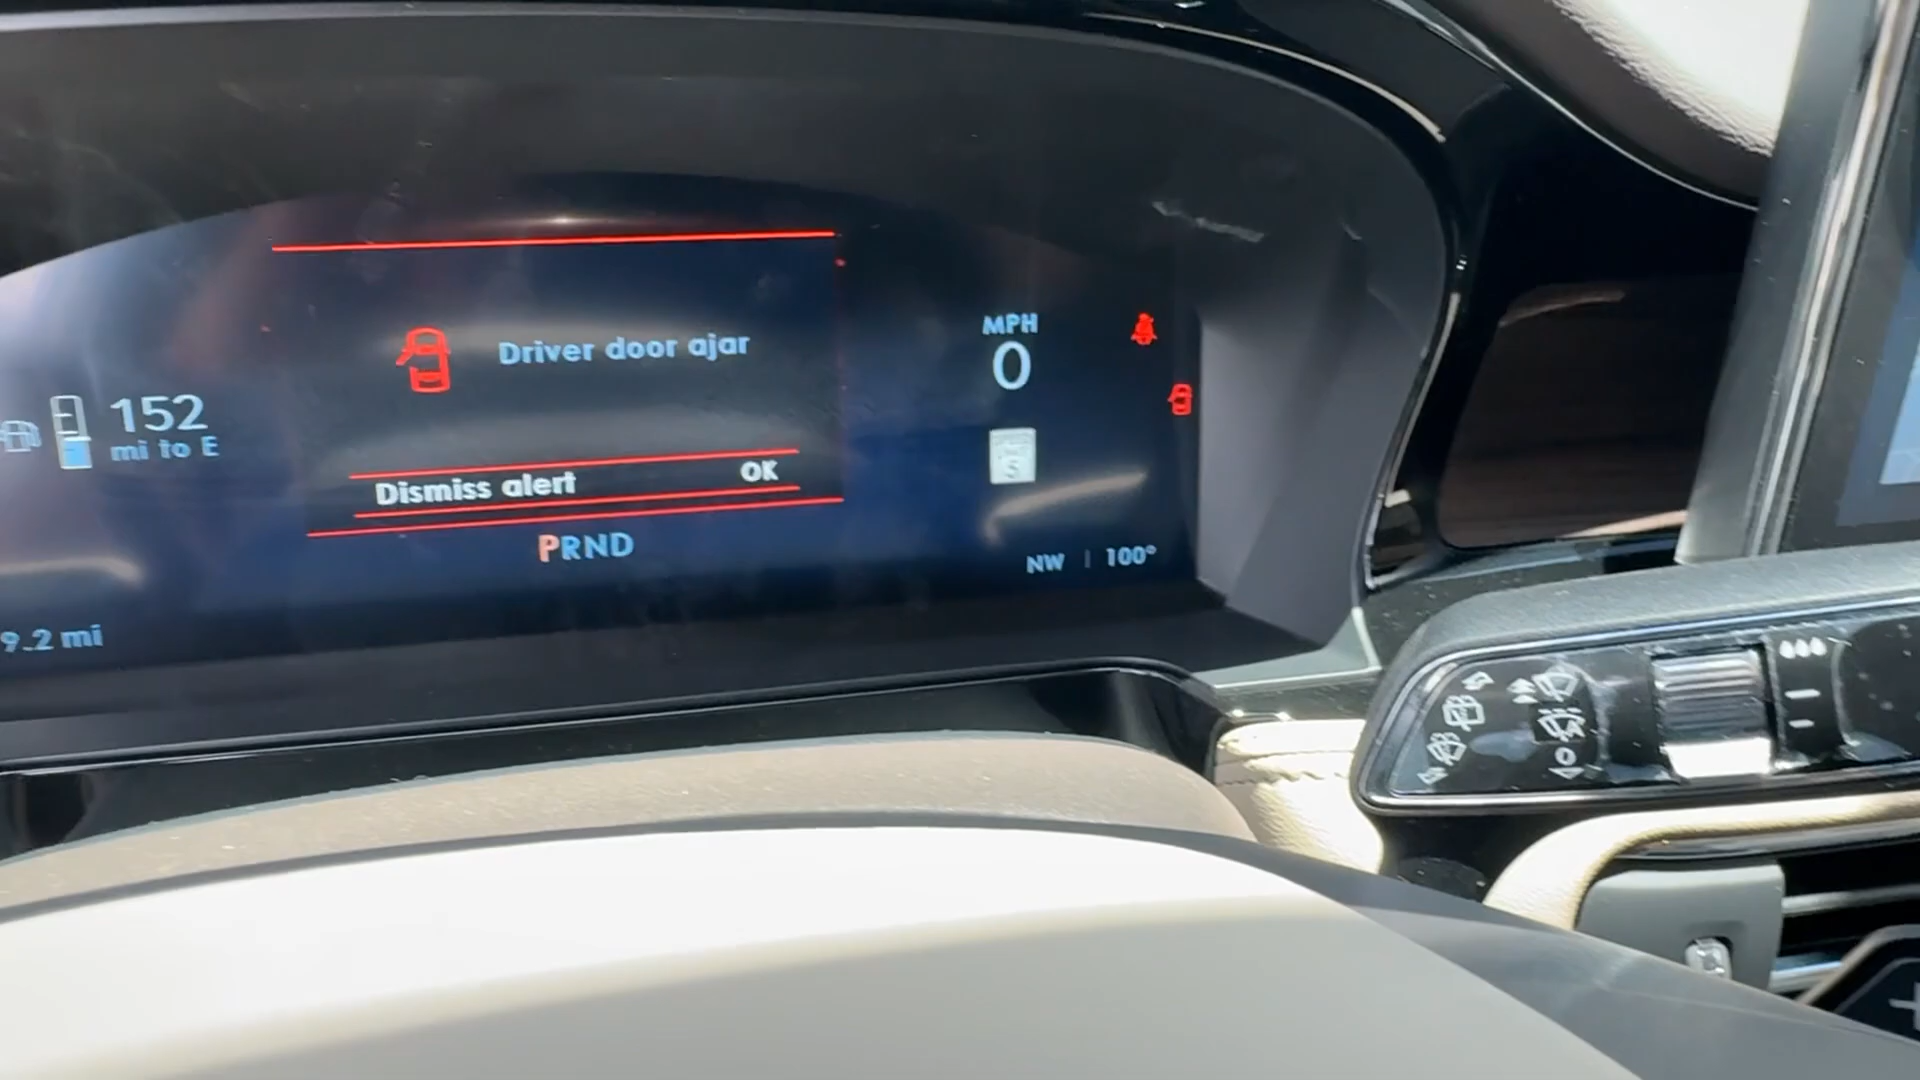 Driver door ajar
MPH
0
152
mi to E
Dismiss alert OK
PRND
NW | 100°
9.2 mi